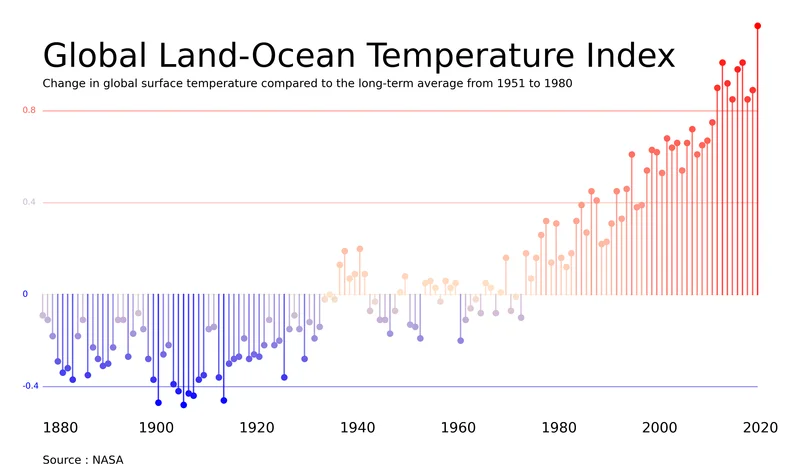 Global Land-Ocean Temperature Index
Change in global surface temperature compared to the long-term average from 1951 to 1980
0.8
0.4
0
-0.4
1880 1900 1920 1940 1960 1980 2000 2020
Source : NASA